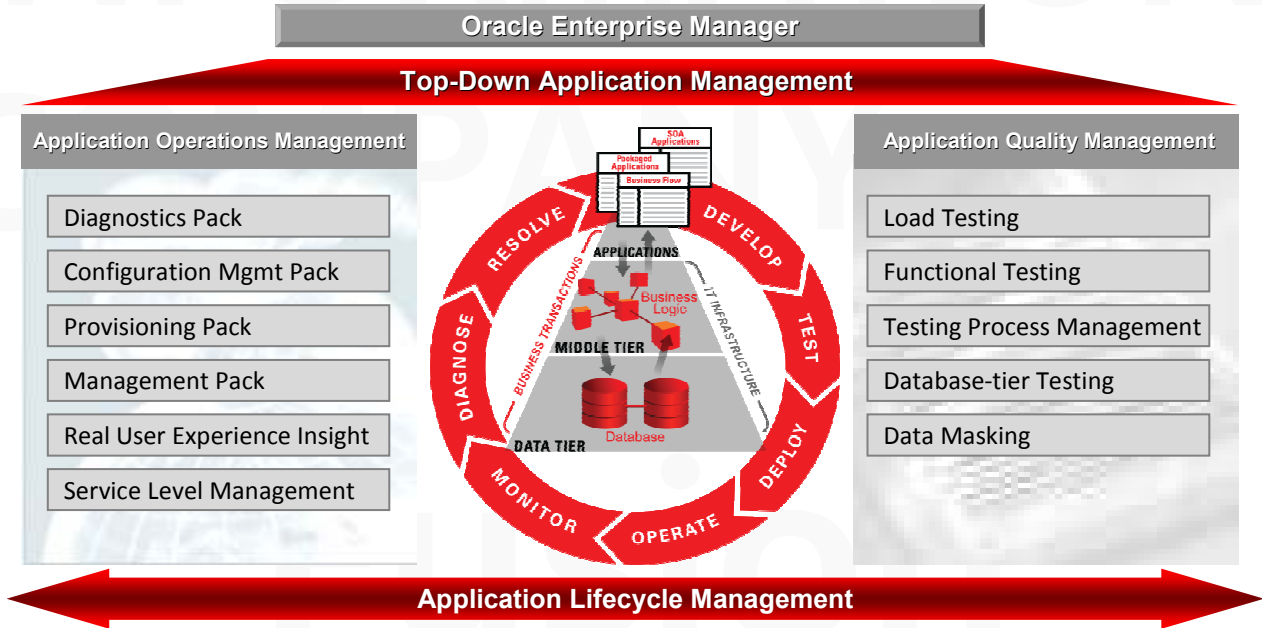 Oracle Enterprise Manager
Top-Down Application Management
Application Operations Management
Diagnostics Pack
Configuration Mgmt Pack
Provisioning Pack
Management Pack
Real User Experience Insight
Service Level Management
SOA
Applications
Packaged
Applications
Business Flow
RESOLVE
DEVELOP
TEST
DEPLOY
OPERATE
MONITOR
DIAGNOSE
APPLICATIONS
BUSINESS TRANSACTIONS
IT INFRASTRUCTURE
Business
Logic
MIDDLE TIER
Database
DATA TIER
Application Quality Management
Load Testing
Functional Testing
Testing Process Management
Database-tier Testing
Data Masking
Application Lifecycle Management